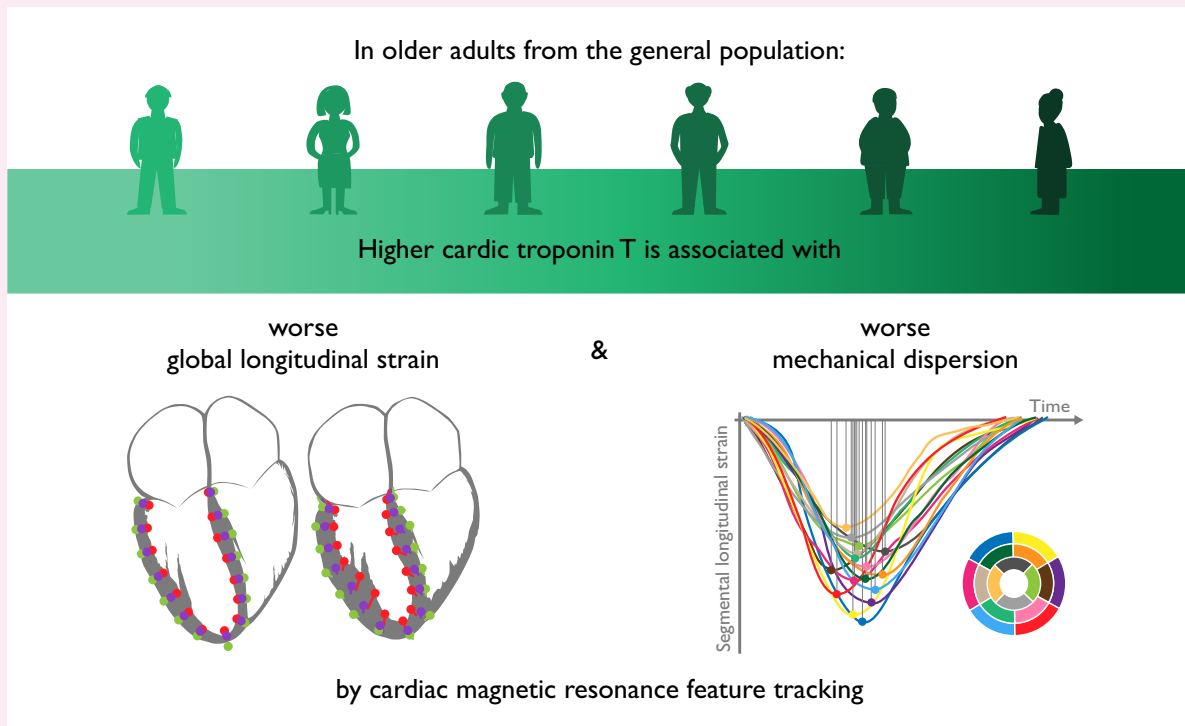 In older adults from the general population:
Higher cardic troponin T is associated with
worse
global longitudinal strain
&
worse
mechanical dispersion
Time
Segmental longitudinal strain
by cardiac magnetic resonance feature tracking